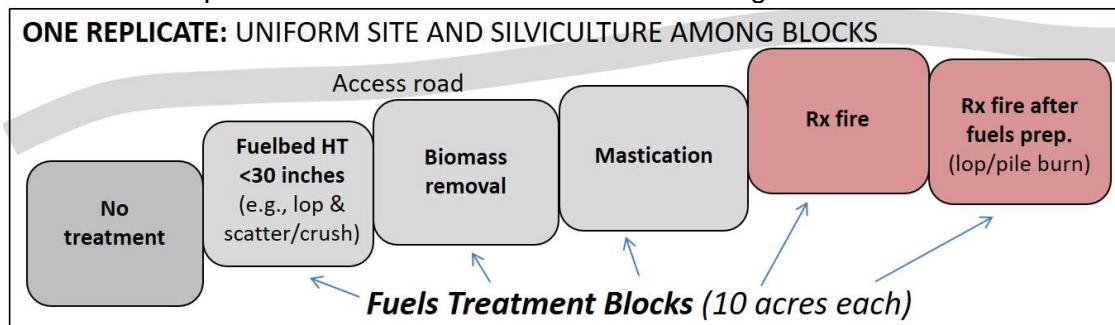 ONE REPLICATE: UNIFORM SITE AND SILVICULTURE AMONG BLOCKS
Access road
No
treatment
Fuelbed HT
<30 inches
(e.g., lop &
scatter/crush)
Biomass
removal
Mastication
Rx fire
Rx fire after
fuels prep.
(lop/pile burn)
Fuels Treatment Blocks (10 acres each)